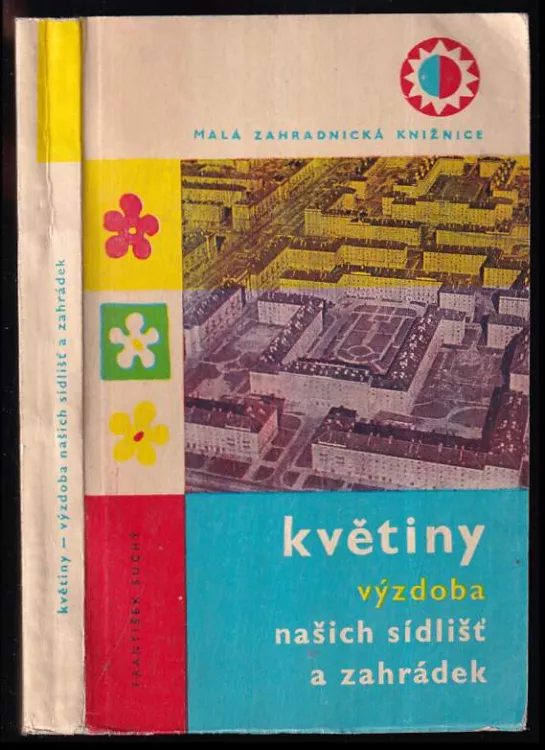 květiny – výzdoba našich sídlišť a zahrádek
MALÁ ZAHRADNICKÁ KNIŽNICE
FRANTIŠEK SUCHÝ
květiny
výzdoba
našich sídlišť
a zahrádek